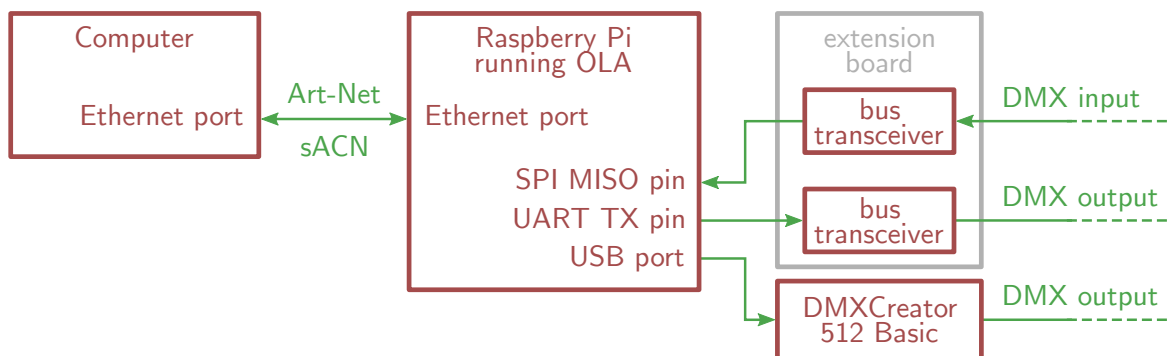 Computer
Ethernet port
Art-Net
sACN
Raspberry Pi
running OLA
Ethernet port
SPI MISO pin
UART TX pin
USB port
extension
board
bus
transceiver
bus
transceiver
DMXCreator
512 Basic
DMX input
DMX output
DMX output